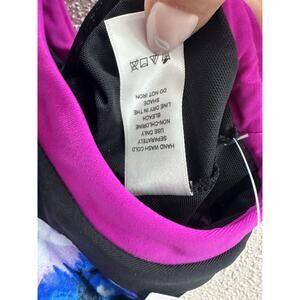 HAND WASH COLD
SEPARATELY
USE ONLY
NON-CHLORINE
BLEACH
LINE DRY IN THE
SHADE
DO NOT IRON